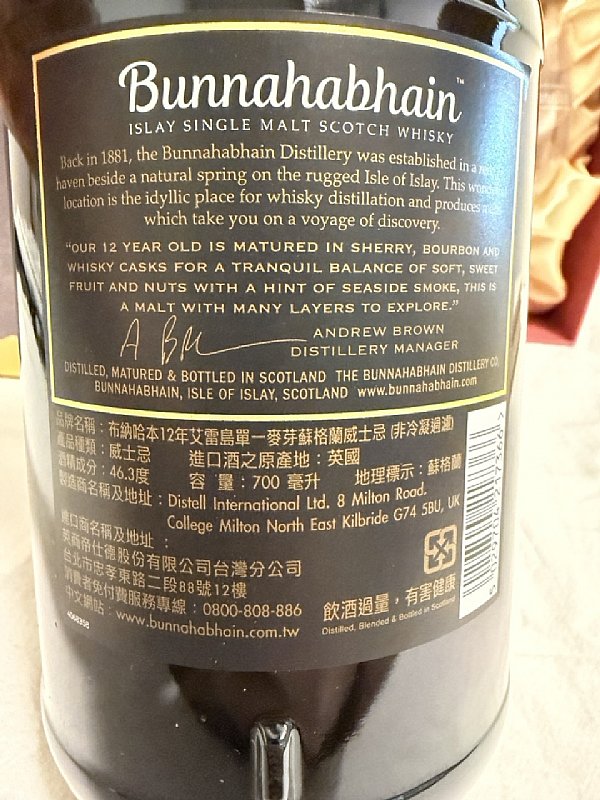 Bunnahabhain™
ISLAY SINGLE MALT SCOTCH WHISKY
Back in 1881, the Bunnahabhain Distillery was established in a
haven beside a natural spring on the rugged Isle of Islay. This
location is the idyllic place for whisky distillation and produces
which take you on a voyage of discovery.
"OUR 12 YEAR OLD IS MATURED IN SHERRY, BOURBON AND
WHISKY CASKS FOR A TRANQUIL BALANCE OF SOFT, SWEET
FRUIT AND NUTS WITH A HINT OF SEASIDE SMOKE, THIS IS
A MALT WITH MANY LAYERS TO EXPLORE."
ANDREW BROWN
DISTILLERY MANAGER
DISTILLED, MATURED & BOTTLED IN SCOTLAND THE BUNNAHABHAIN DISTILLERY CO,
BUNNAHABHAIN, ISLE OF ISLAY, SCOTLAND www.bunnahabhain.com
品牌名稱：布納哈本12年艾雷島單一麥芽蘇格蘭威士忌 (非冷凝過濾)
產品種類：威士忌 進口酒之原產地：英國
酒精成分：46.3度 容 量：700 毫升 地理標示：蘇格蘭
製造商名稱及地址：Distell International Ltd. 8 Milton Road.
College Milton North East Kilbride G74 5BU, UK
進口商名稱及地址：
英商帝仕德股份有限公司台灣分公司
台北市忠孝東路二段88號12樓
消費者免付費服務專線：0800-808-886
中文網站：www.bunnahabhain.com.tw
飲酒過量，有害健康
Distilled, Blended & Bottled in Scotland